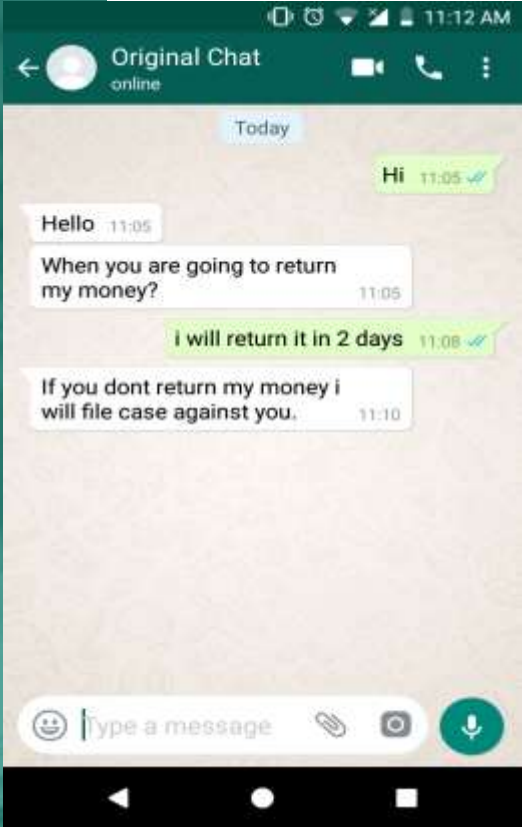 11:12 AM
Original Chat
online
Today
Hi 11:05
Hello 11:05
When you are going to return
my money? 11:05
i will return it in 2 days 11:08
If you dont return my money i
will file case against you. 11:10
Type a message